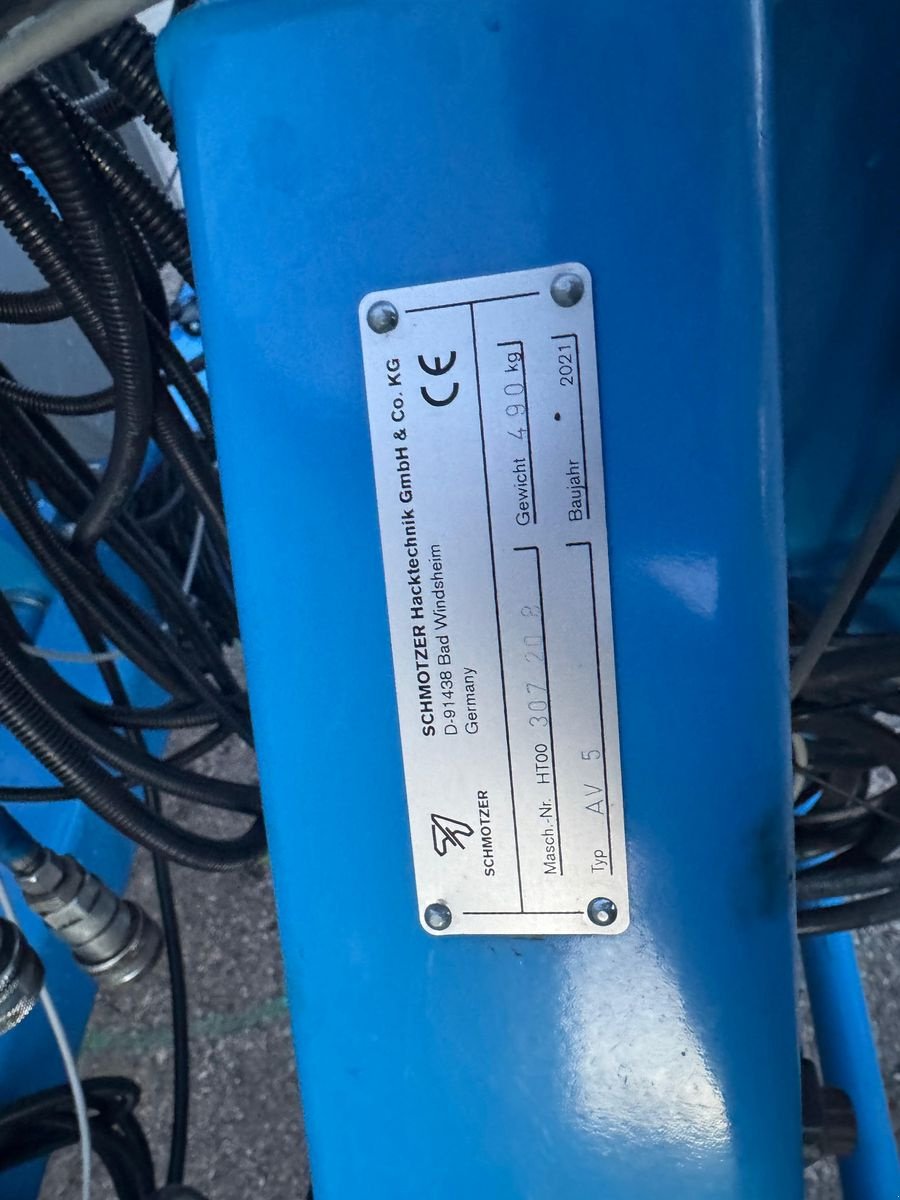 SCHMOTZER Hacktechnik GmbH & Co. KG
D-91438 Bad Windsheim
Germany
CE
SCHMOTZER
Masch.-Nr. HT00 307 20 8
Gewicht 490 kg
Typ AV 5
Baujahr 2021